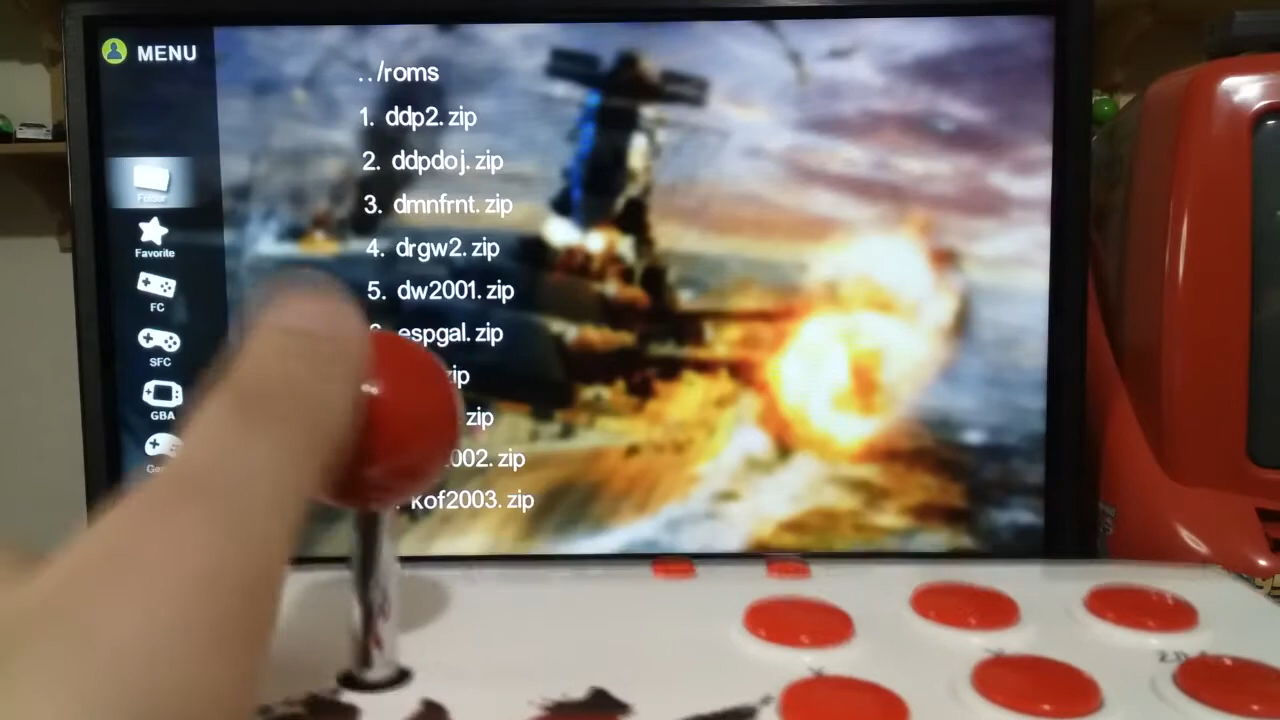 MENU
../roms
1. ddp2.zip
2. ddpdoj.zip
3. dmnfrnt.zip
4. drgw2.zip
5. dw2001.zip
espgal.zip
zip
002.zip
kof2003.zip
Folder
Favorite
FC
SFC
GBA